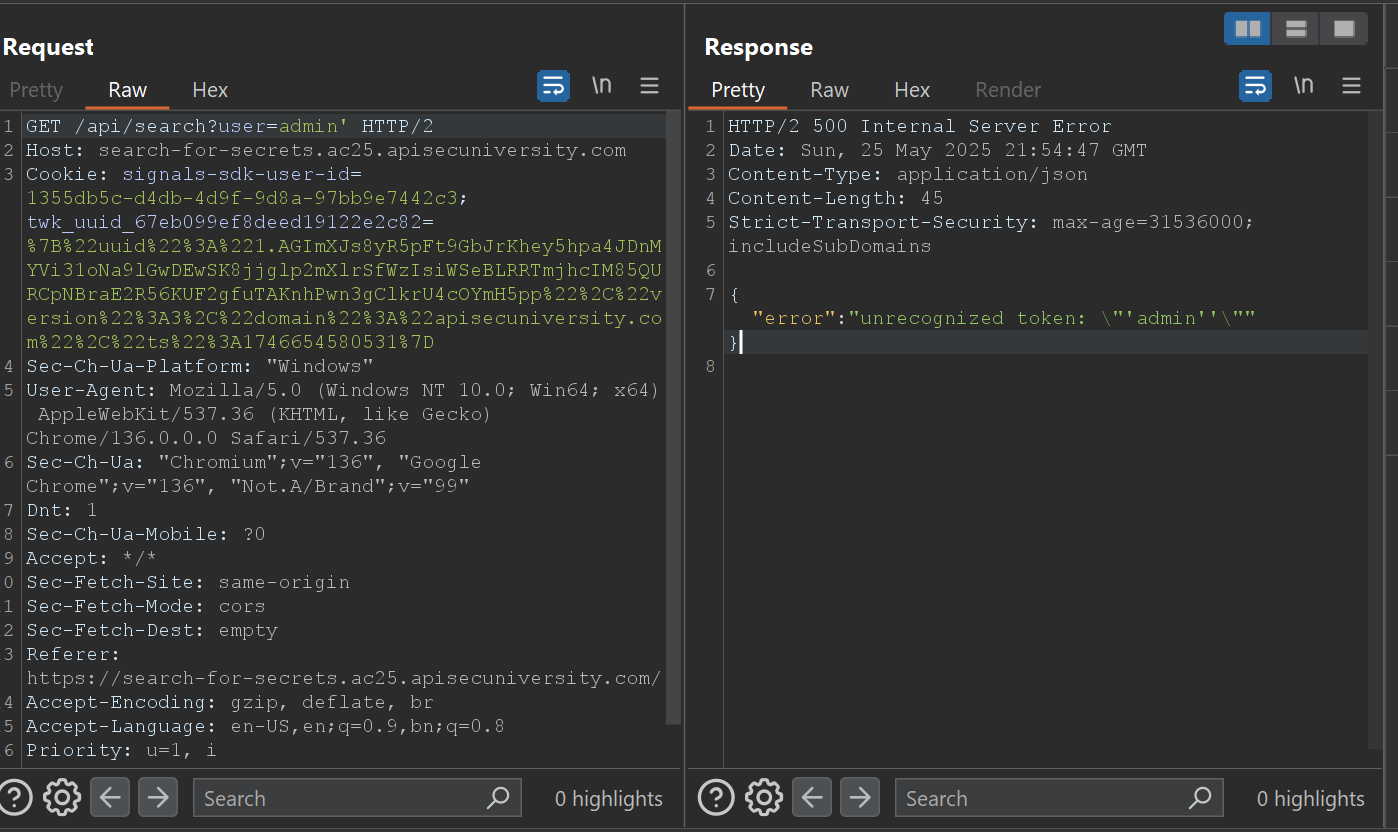 Request
Pretty Raw Hex \n
1 GET /api/search?user=admin' HTTP/2
2 Host: search-for-secrets.ac25.apisecuniversity.com
3 Cookie: signals-sdk-user-id=
1355db5c-d4db-4d9f-9d8a-97bb9e7442c3;
twk_uuid_67eb099ef8deed19122e2c82=
%7B%22uuid%22%3A%221.AGImXJs8yR5pFt9GbJrKhey5hpa4JDnM
YVi31oNa9lGwDEwSK8jjglp2mXlrSfWzIsiWSeBLRRTmjhcIM85QU
RCpNBraE2R56KUF2gfuTAKnhPwn3gClkrU4cOYmH5pp%22%2C%22v
ersion%22%3A3%2C%22domain%22%3A%22apisecuniversity.co
m%22%2C%22ts%22%3A1746654580531%7D
4 Sec-Ch-Ua-Platform: "Windows"
5 User-Agent: Mozilla/5.0 (Windows NT 10.0; Win64; x64)
AppleWebKit/537.36 (KHTML, like Gecko)
Chrome/136.0.0.0 Safari/537.36
6 Sec-Ch-Ua: "Chromium";v="136", "Google
Chrome";v="136", "Not.A/Brand";v="99"
7 Dnt: 1
8 Sec-Ch-Ua-Mobile: ?0
9 Accept: */*
0 Sec-Fetch-Site: same-origin
1 Sec-Fetch-Mode: cors
2 Sec-Fetch-Dest: empty
3 Referer:
https://search-for-secrets.ac25.apisecuniversity.com/
4 Accept-Encoding: gzip, deflate, br
5 Accept-Language: en-US,en;q=0.9,bn;q=0.8
6 Priority: u=1, i
Search 0 highlights
Response
Pretty Raw Hex Render \n
1 HTTP/2 500 Internal Server Error
2 Date: Sun, 25 May 2025 21:54:47 GMT
3 Content-Type: application/json
4 Content-Length: 45
5 Strict-Transport-Security: max-age=31536000;
includeSubDomains
6
7 {
"error":"unrecognized token: \"'admin''\""
}
8
Search 0 highlights